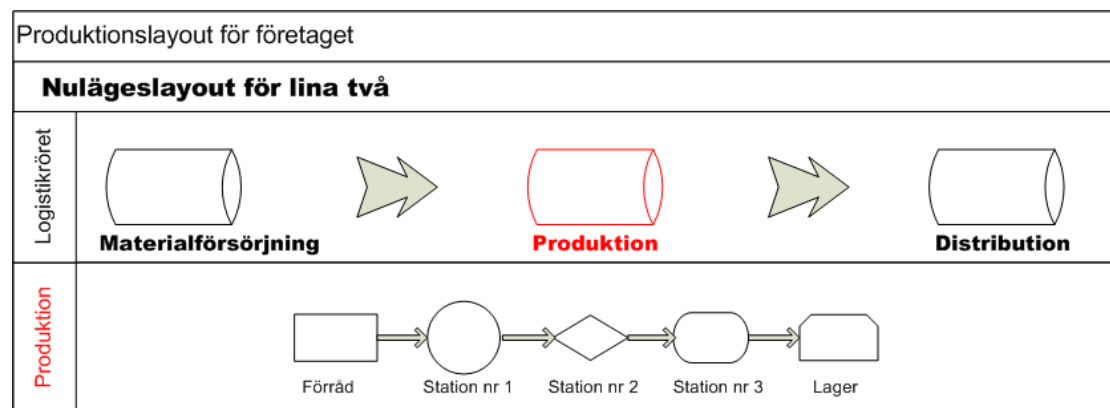 Produktionslayout för företaget
Nulägeslayout för lina två
Logistikröret
Materialförsörjning
Produktion
Distribution
Produktion
Förråd
Station nr 1
Station nr 2
Station nr 3
Lager